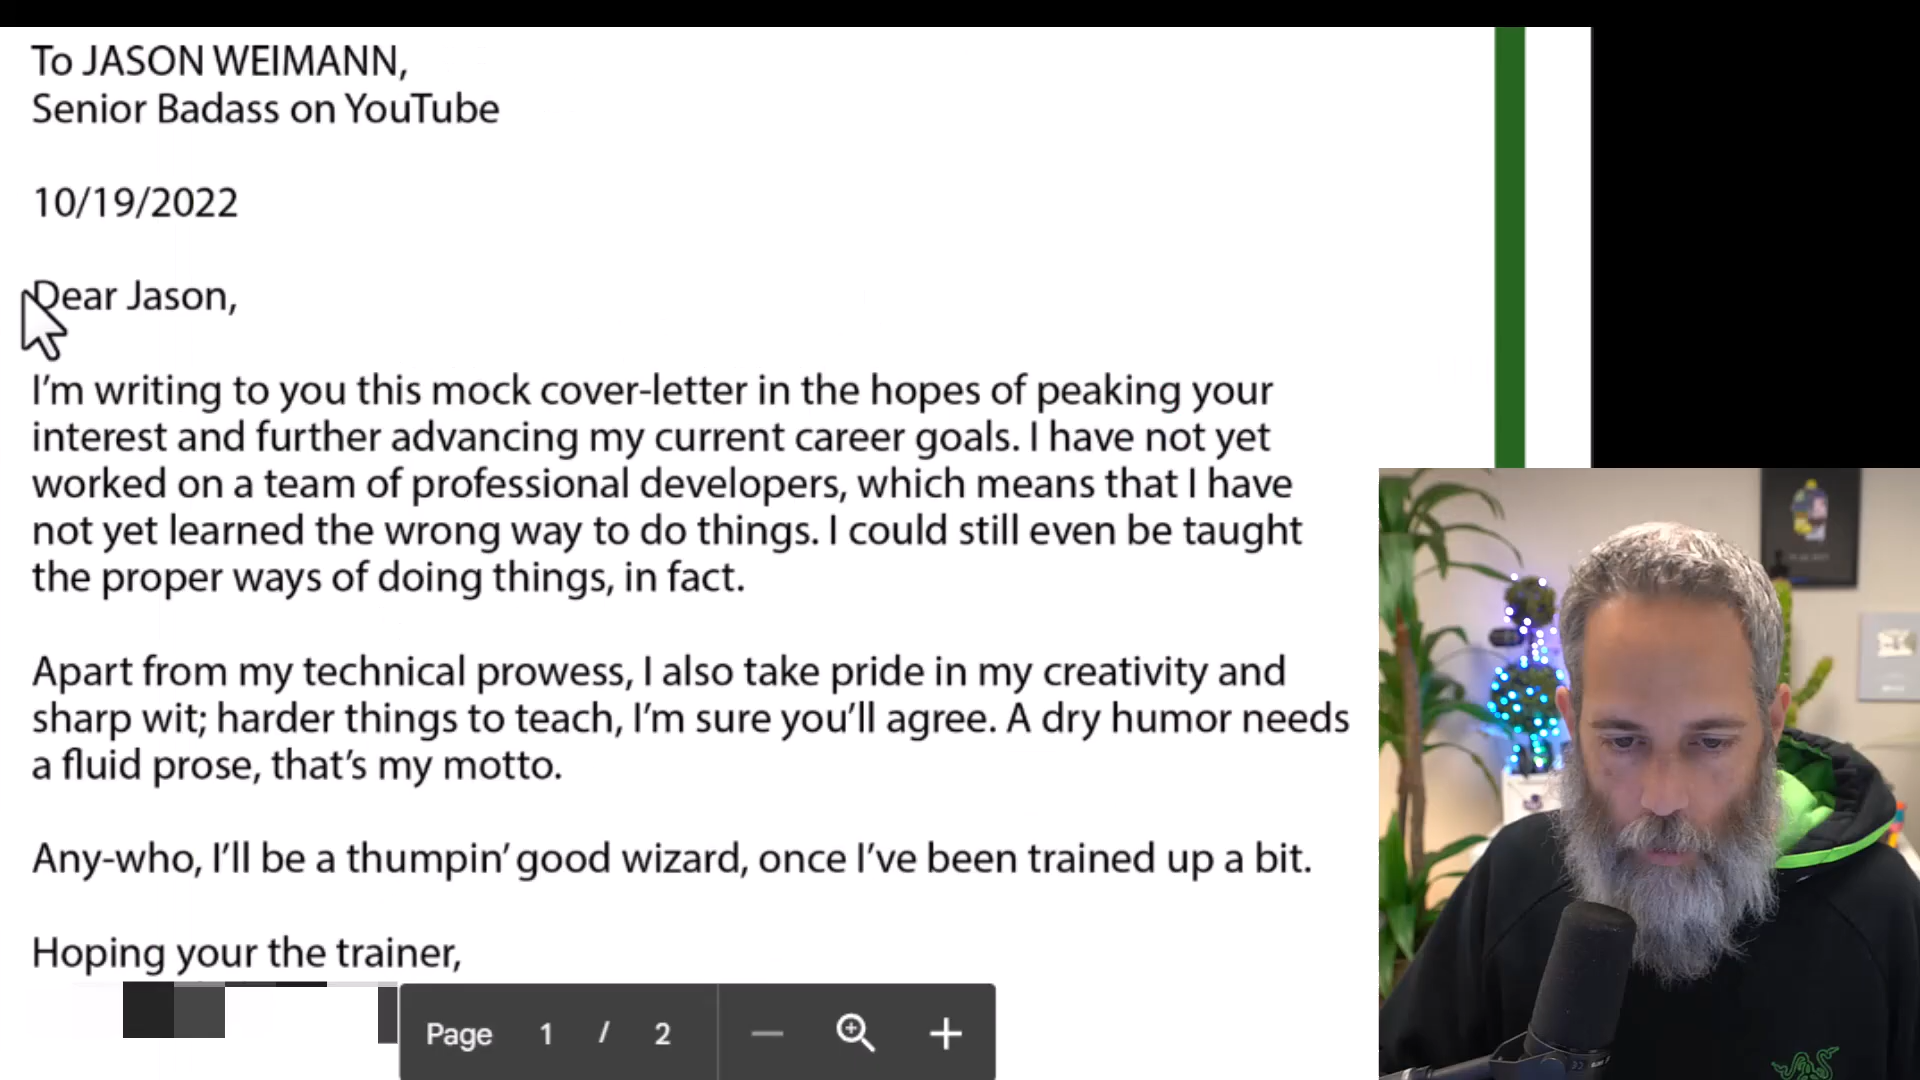 To JASON WEIMANN,
Senior Badass on YouTube
10/19/2022
Dear Jason,
I'm writing to you this mock cover-letter in the hopes of peaking your
interest and further advancing my current career goals. I have not yet
worked on a team of professional developers, which means that I have
not yet learned the wrong way to do things. I could still even be taught
the proper ways of doing things, in fact.
Apart from my technical prowess, I also take pride in my creativity and
sharp wit; harder things to teach, I'm sure you'll agree. A dry humor needs
a fluid prose, that's my motto.
Any-who, I'll be a thumpin' good wizard, once I've been trained up a bit.
Hoping your the trainer,
Page 1 / 2